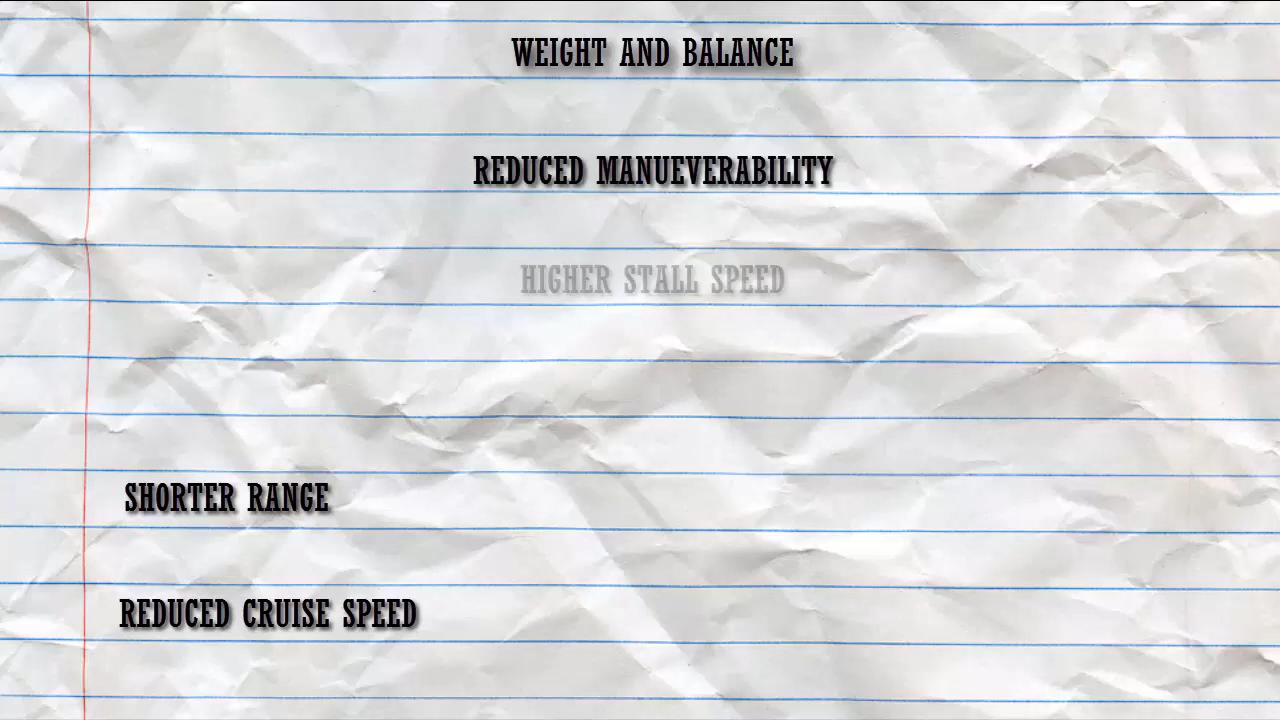 WEIGHT AND BALANCE
REDUCED MANUEVERABILITY
HIGHER STALL SPEED
SHORTER RANGE
REDUCED CRUISE SPEED